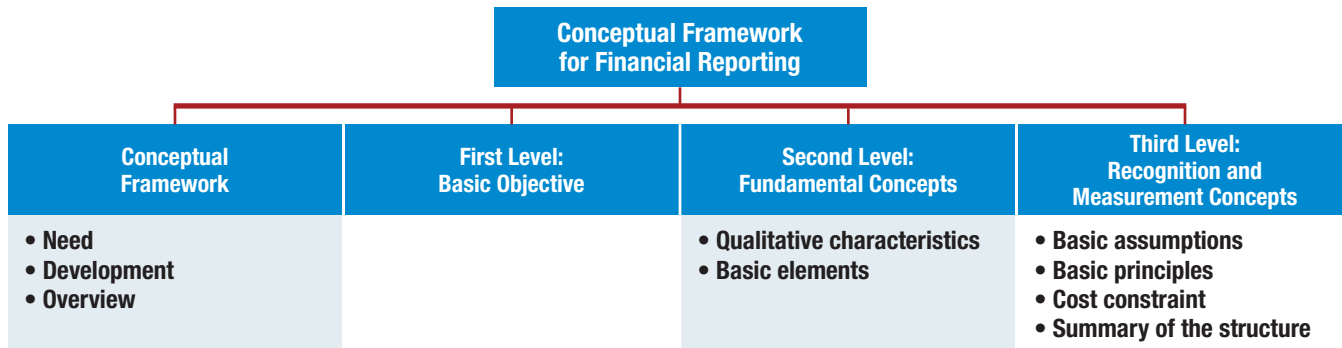 Conceptual Framework
for Financial Reporting
Conceptual
Framework
• Need
• Development
• Overview
First Level:
Basic Objective
Second Level:
Fundamental Concepts
• Qualitative characteristics
• Basic elements
Third Level:
Recognition and
Measurement Concepts
• Basic assumptions
• Basic principles
• Cost constraint
• Summary of the structure